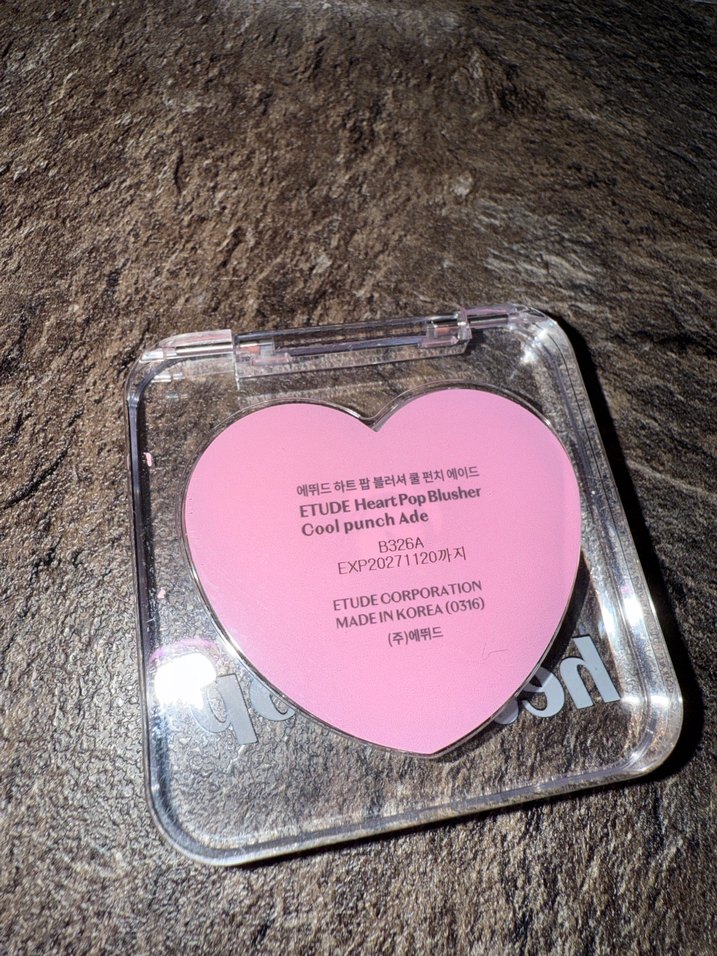 에뛰드 하트 팝 블러셔 쿨 펀치 에이드
ETUDE Heart Pop Blusher
Cool punch Ade
B326A
EXP20271120까지
ETUDE CORPORATION
MADE IN KOREA (0316)
(주)에뛰드